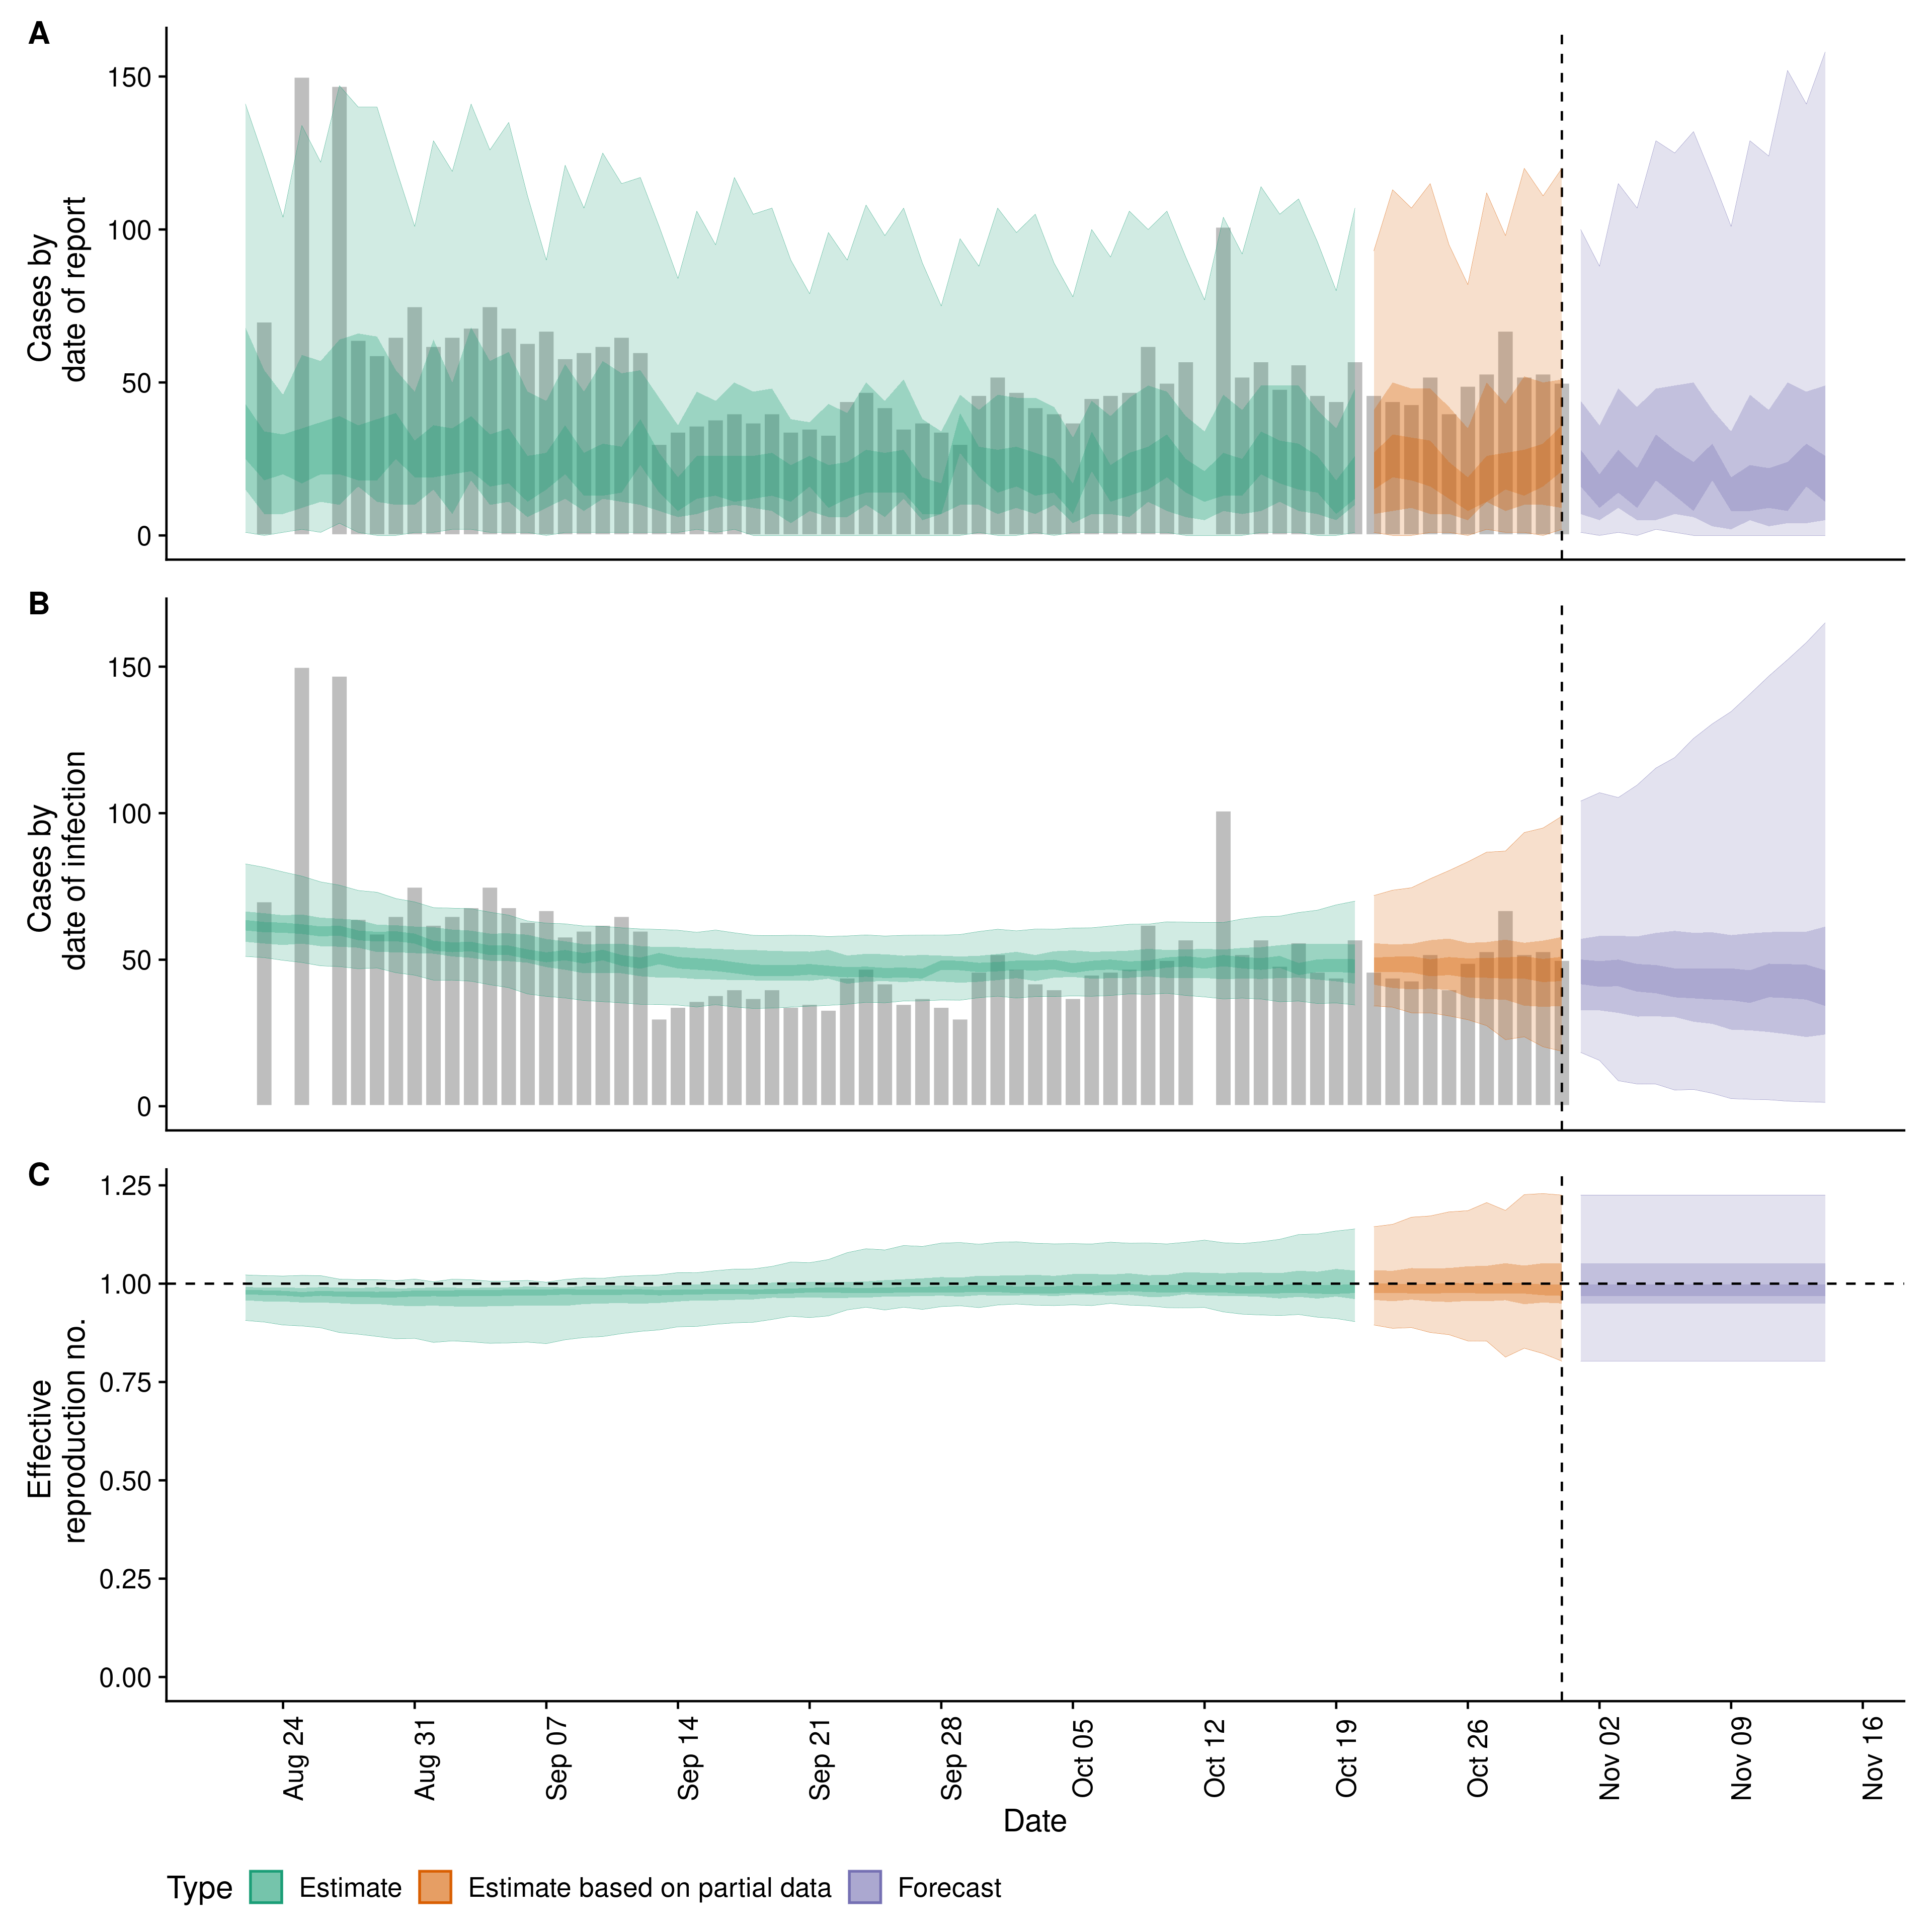 A
Cases by
date of report
150
100
50
0
B
Cases by
date of infection
150
100
50
0
C
Effective
reproduction no.
1.25
1.00
0.75
0.50
0.25
0.00
Aug 24
Aug 31
Sep 07
Sep 14
Sep 21
Sep 28
Oct 05
Oct 12
Oct 19
Oct 26
Nov 02
Nov 09
Nov 16
Date
Type Estimate Estimate based on partial data Forecast